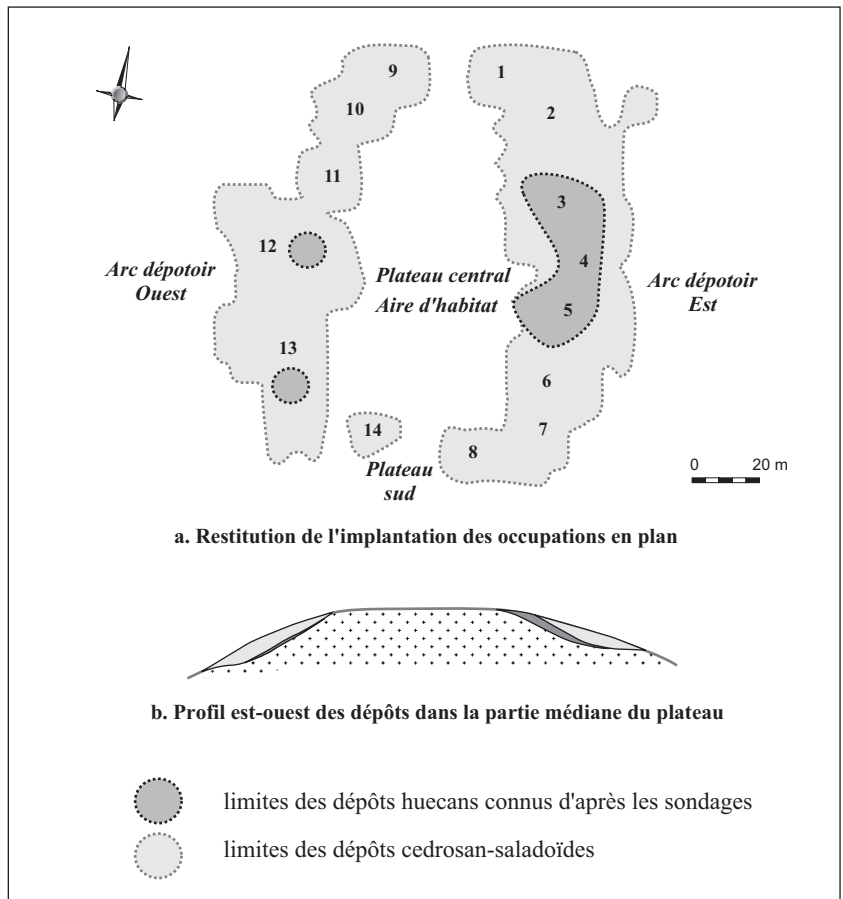 9
1
10
2
11
3
12
4
Arc dépotoir
Ouest
Plateau central
Aire d'habitat
Arc dépotoir
Est
5
13
6
14
7
8
Plateau
sud
0 20 m
a. Restitution de l'implantation des occupations en plan
b. Profil est-ouest des dépôts dans la partie médiane du plateau
limites des dépôts huecans connus d'après les sondages
limites des dépôts cedrosan-saladoïdes